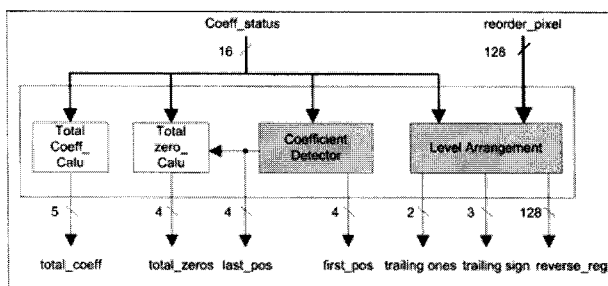 Coeff_status
reorder_pixel
16
128
Total Coeff_ Calu
Total zero_ Calu
Coefficient Detector
Level Arrangement
5
4
4
4
2
3
128
total_coeff
total_zeros
last_pos
first_pos
trailing ones
trailing sign
reverse_reg